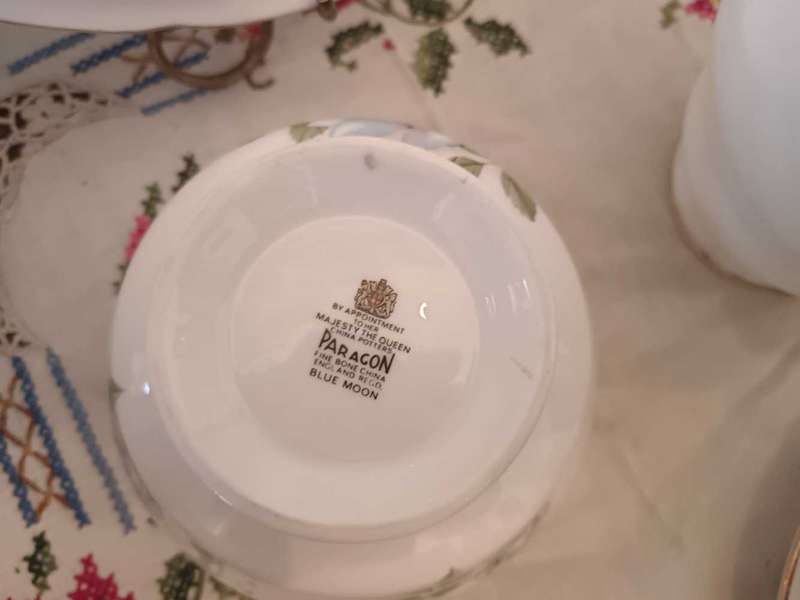 BY APPOINTMENT
TO HER
MAJESTY THE QUEEN
CHINA POTTERS
PARAGON
FINE BONE CHINA
ENGLAND REGD.
BLUE MOON